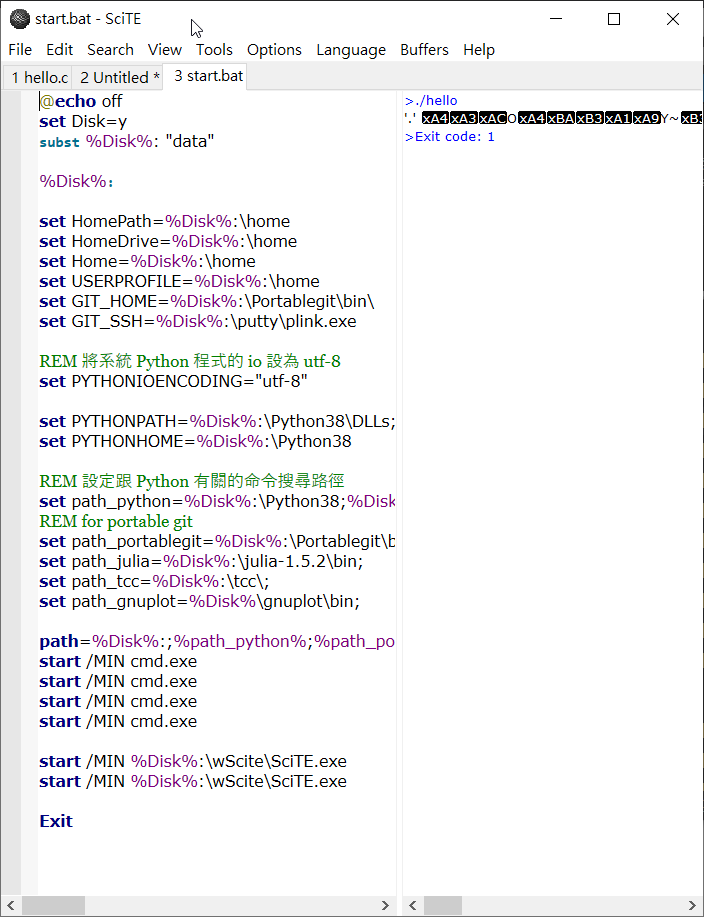 start.bat - SciTE
File Edit Search View Tools Options Language Buffers Help
1 hello.c 2 Untitled * 3 start.bat
@echo off
set Disk=y
subst %Disk%: "data"
%Disk%:
set HomePath=%Disk%:\home
set HomeDrive=%Disk%:\home
set Home=%Disk%:\home
set USERPROFILE=%Disk%:\home
set GIT_HOME=%Disk%:\Portablegit\bin\
set GIT_SSH=%Disk%:\putty\plink.exe
REM 將系統 Python 程式的 io 設為 utf-8
set PYTHONIOENCODING="utf-8"
set PYTHONPATH=%Disk%:\Python38\DLLs;
set PYTHONHOME=%Disk%:\Python38
REM 設定跟 Python 有關的命令搜尋路徑
set path_python=%Disk%:\Python38;%Disk
REM for portable git
set path_portablegit=%Disk%:\Portablegit\b
set path_julia=%Disk%:\julia-1.5.2\bin;
set path_tcc=%Disk%:\tcc\;
set path_gnuplot=%Disk%\gnuplot\bin;
path=%Disk%:;%path_python%;%path_po
start /MIN cmd.exe
start /MIN cmd.exe
start /MIN cmd.exe
start /MIN cmd.exe
start /MIN %Disk%:\wScite\SciTE.exe
start /MIN %Disk%:\wScite\SciTE.exe
Exit
>./hello
'.' xA4xA3xACOxA4xBAxB3xA1xA9Y~xB3
>Exit code: 1